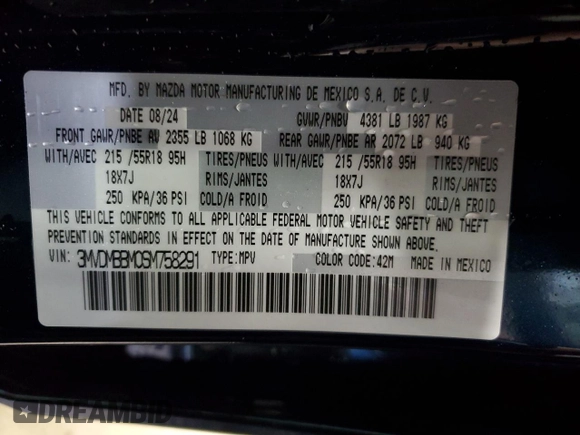 MFD. BY MAZDA MOTOR MANUFACTURING DE MEXICO S.A. DE C.V.
DATE 08/24 GVWR/PNBV 4381 LB 1987 KG
FRONT GAWR/PNBE AV 2355 LB 1068 KG REAR GAWR/PNBE AR 2072 LB 940 KG
WITH/AVEC 215 /55R18 95H TIRES/PNEUS WITH/AVEC 215 /55R18 95H TIRES/PNEUS
18X7J RIMS/JANTES 18X7J RIMS/JANTES
250 KPA/36 PSI COLD/A FROID 250 KPA/36 PSI COLD/A FROID
THIS VEHICLE CONFORMS TO ALL APPLICABLE FEDERAL MOTOR VEHICLE SAFETY AND THEFT
PREVENTION STANDARDS IN EFFECT ON THE DATE OF MANUFACTURE SHOWN ABOVE.
3MVDMBBM0SM758291 TYPE:MPV COLOR CODE:42M MADE IN MEXICO
DREAMBID